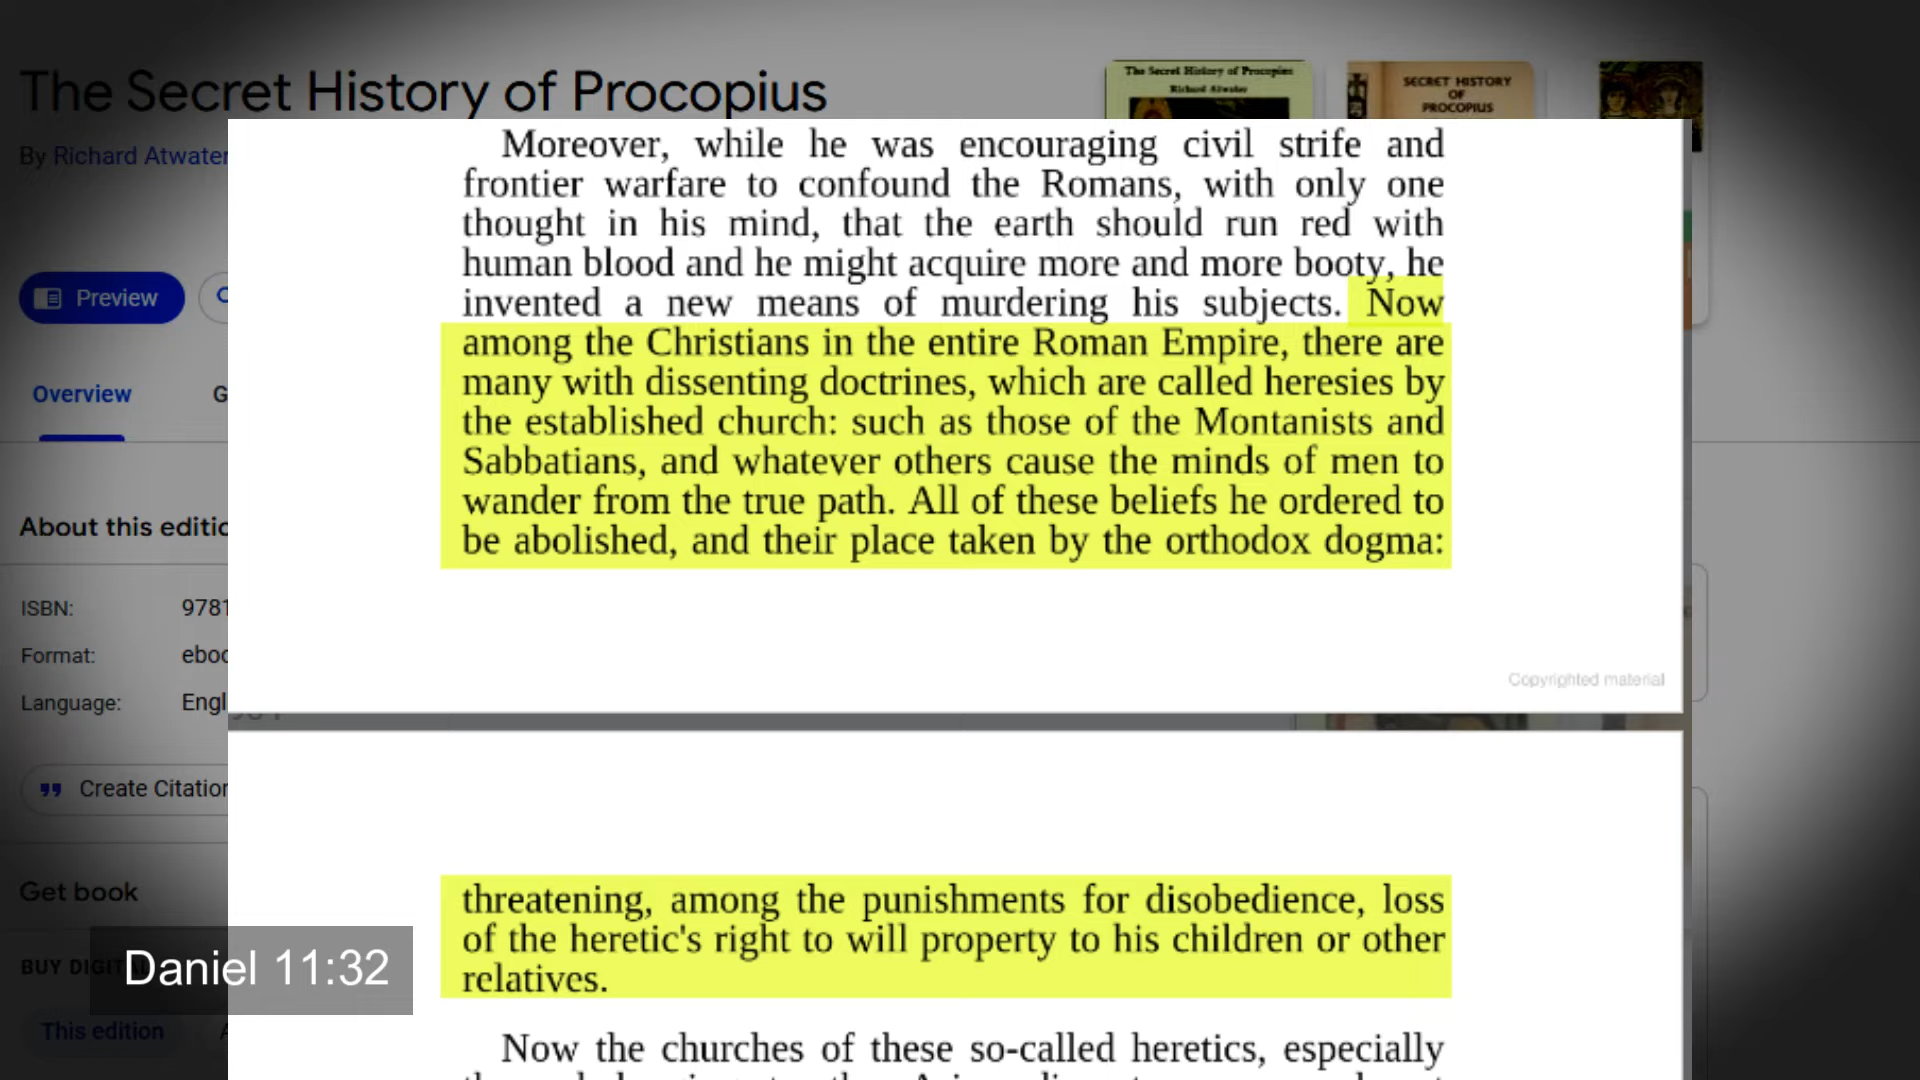 The Secret History of Procopius
By Richard Atwater
The Secret History of Procopius
Richard Atwater
SECRET HISTORY
OF
PROCOPIUS
Preview
Overview
G
About this editio
ISBN: 9781
Format: eboo
Language: Engl
Create Citation
Get book
BUY DIGIT
This edition
Moreover, while he was encouraging civil strife and
frontier warfare to confound the Romans, with only one
thought in his mind, that the earth should run red with
human blood and he might acquire more and more booty, he
invented a new means of murdering his subjects. Now
among the Christians in the entire Roman Empire, there are
many with dissenting doctrines, which are called heresies by
the established church: such as those of the Montanists and
Sabbatians, and whatever others cause the minds of men to
wander from the true path. All of these beliefs he ordered to
be abolished, and their place taken by the orthodox dogma:
Copyrighted material
threatening, among the punishments for disobedience, loss
of the heretic's right to will property to his children or other
relatives.
Now the churches of these so-called heretics, especially
Daniel 11:32